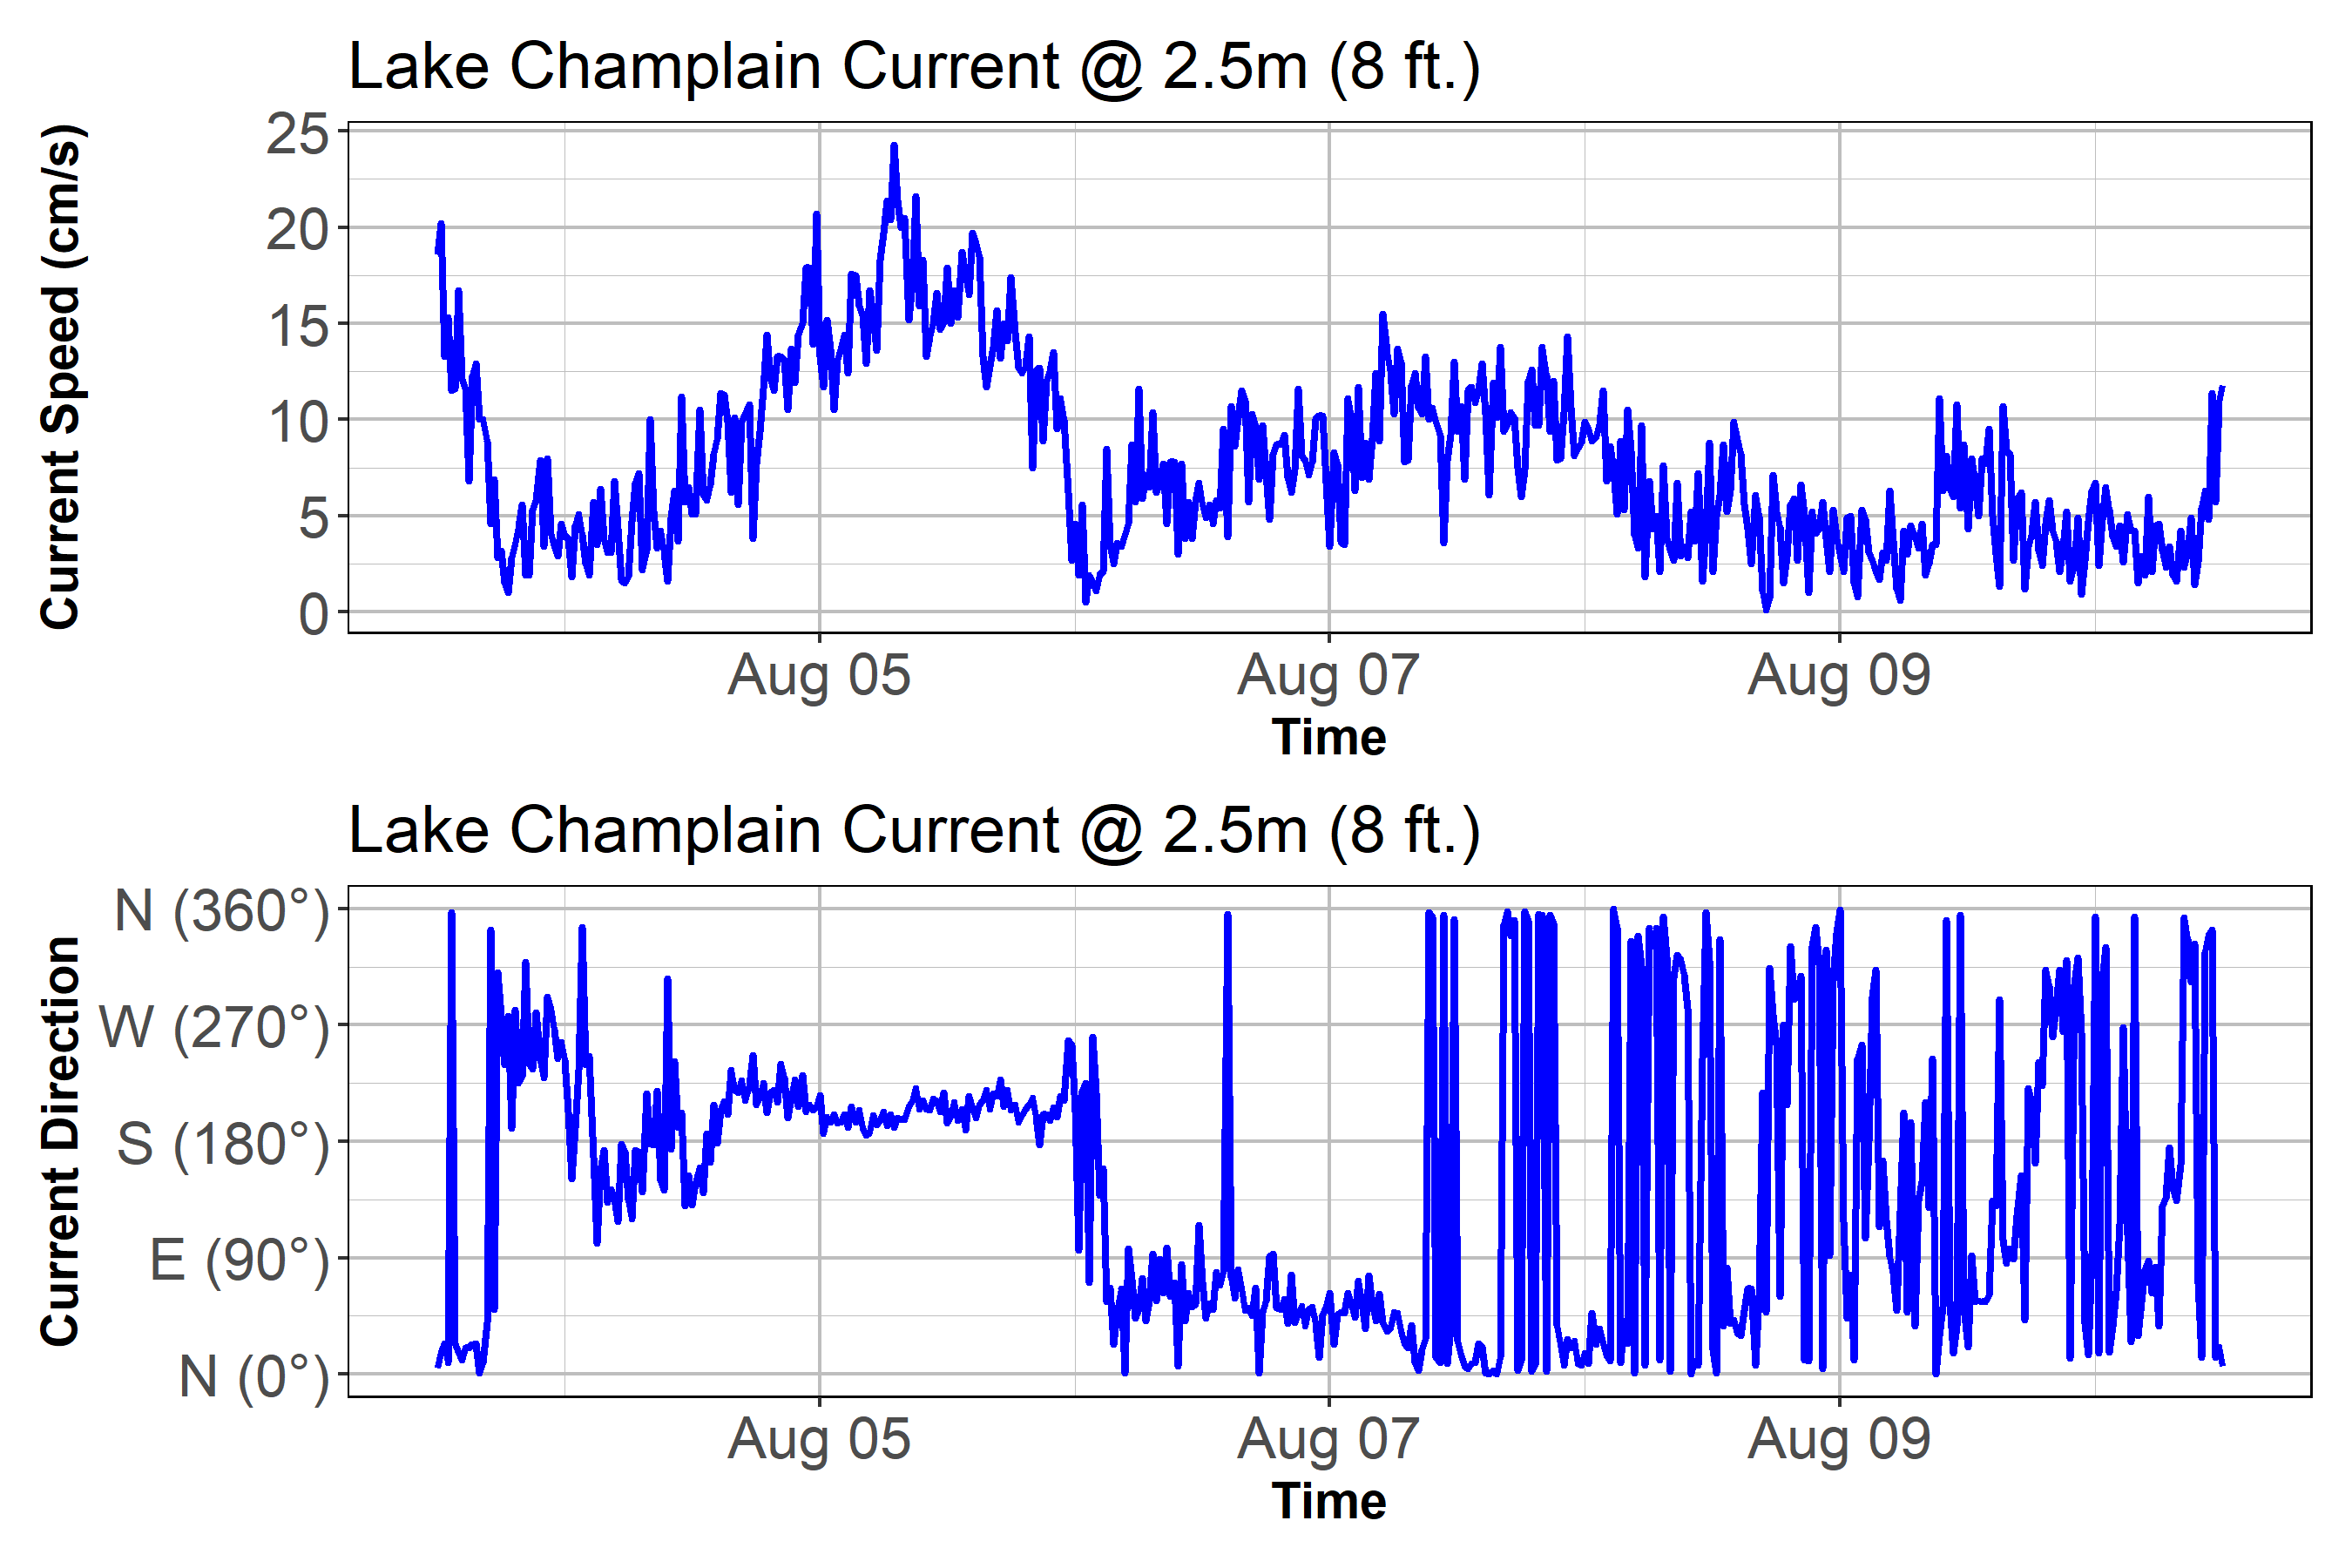 Lake Champlain Current @ 2.5m (8 ft.)
Current Speed (cm/s)
25
20
15
10
5
0
Aug 05
Aug 07
Aug 09
Time
Lake Champlain Current @ 2.5m (8 ft.)
Current Direction
N (360°)
W (270°)
S (180°)
E (90°)
N (0°)
Aug 05
Aug 07
Aug 09
Time